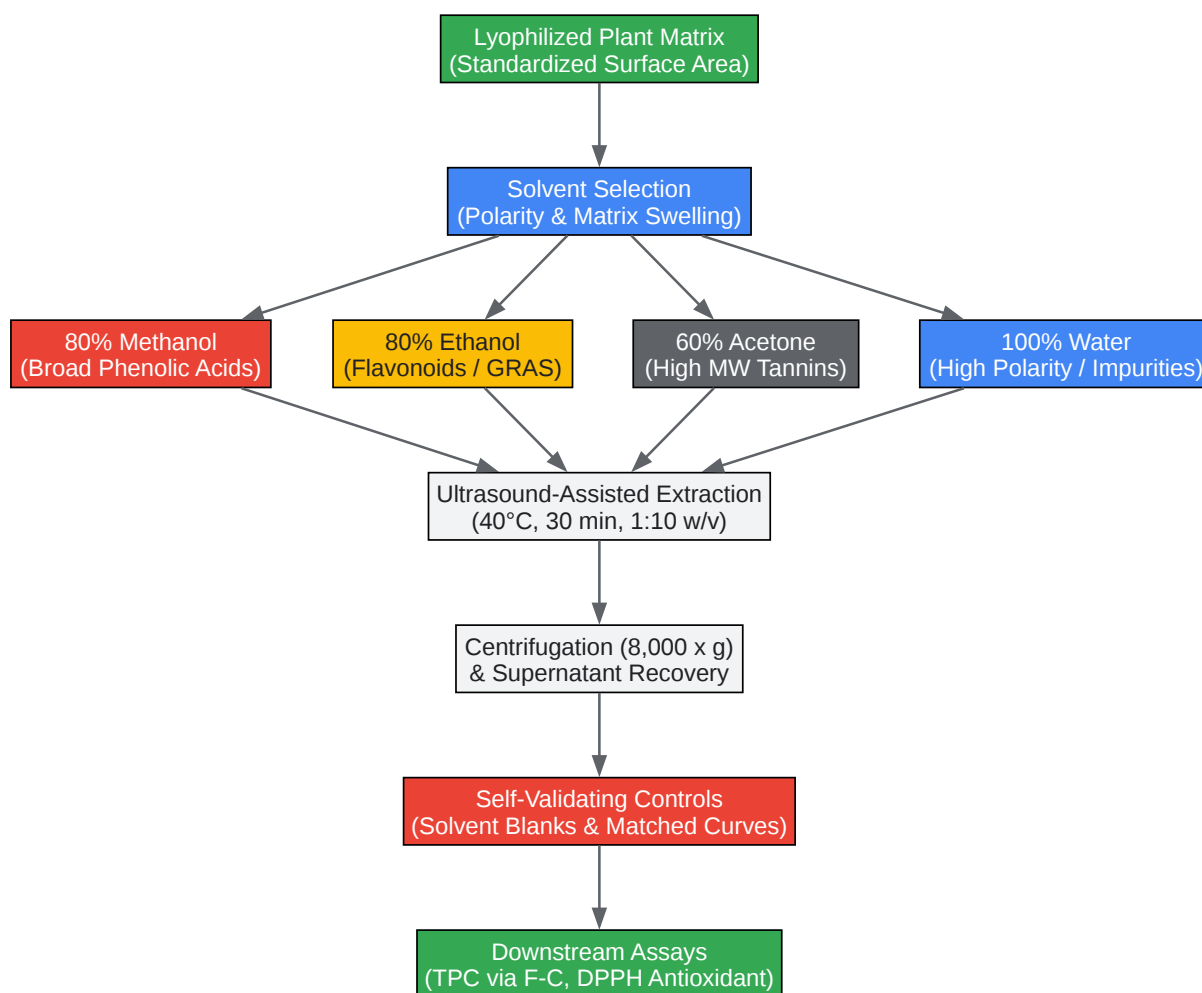 Lyophilized Plant Matrix
(Standardized Surface Area)
Solvent Selection
(Polarity & Matrix Swelling)
80% Methanol
(Broad Phenolic Acids)
80% Ethanol
(Flavonoids / GRAS)
60% Acetone
(High MW Tannins)
100% Water
(High Polarity / Impurities)
Ultrasound-Assisted Extraction
(40°C, 30 min, 1:10 w/v)
Centrifugation (8,000 x g)
& Supernatant Recovery
Self-Validating Controls
(Solvent Blanks & Matched Curves)
Downstream Assays
(TPC via F-C, DPPH Antioxidant)